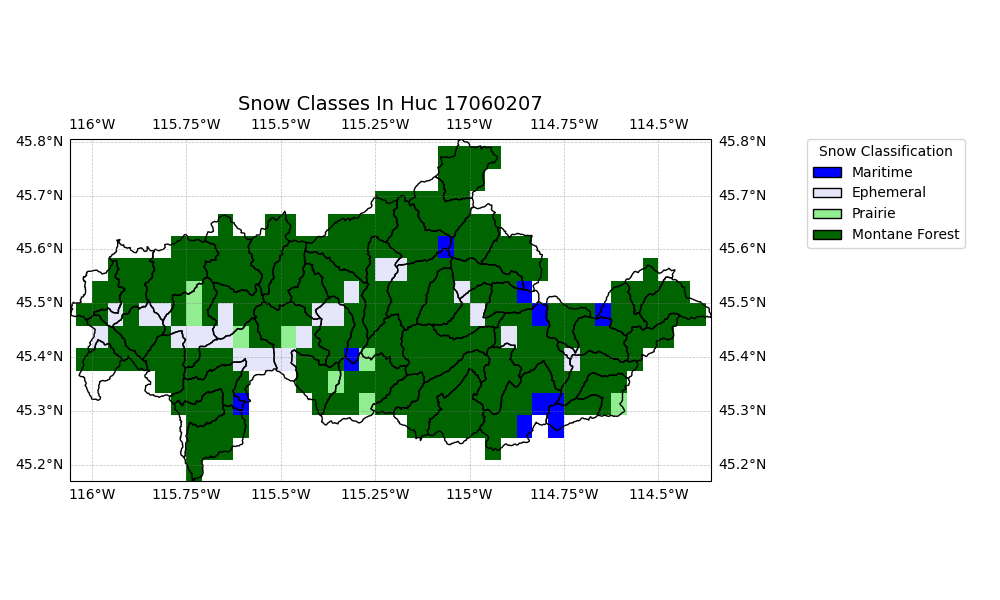 Snow Classes In Huc 17060207
116°W 115.75°W 115.5°W 115.25°W 115°W 114.75°W 114.5°W
45.8°N 45.8°N
45.7°N 45.7°N
45.6°N 45.6°N
45.5°N 45.5°N
45.4°N 45.4°N
45.3°N 45.3°N
45.2°N 45.2°N
116°W 115.75°W 115.5°W 115.25°W 115°W 114.75°W 114.5°W
Snow Classification
Maritime
Ephemeral
Prairie
Montane Forest